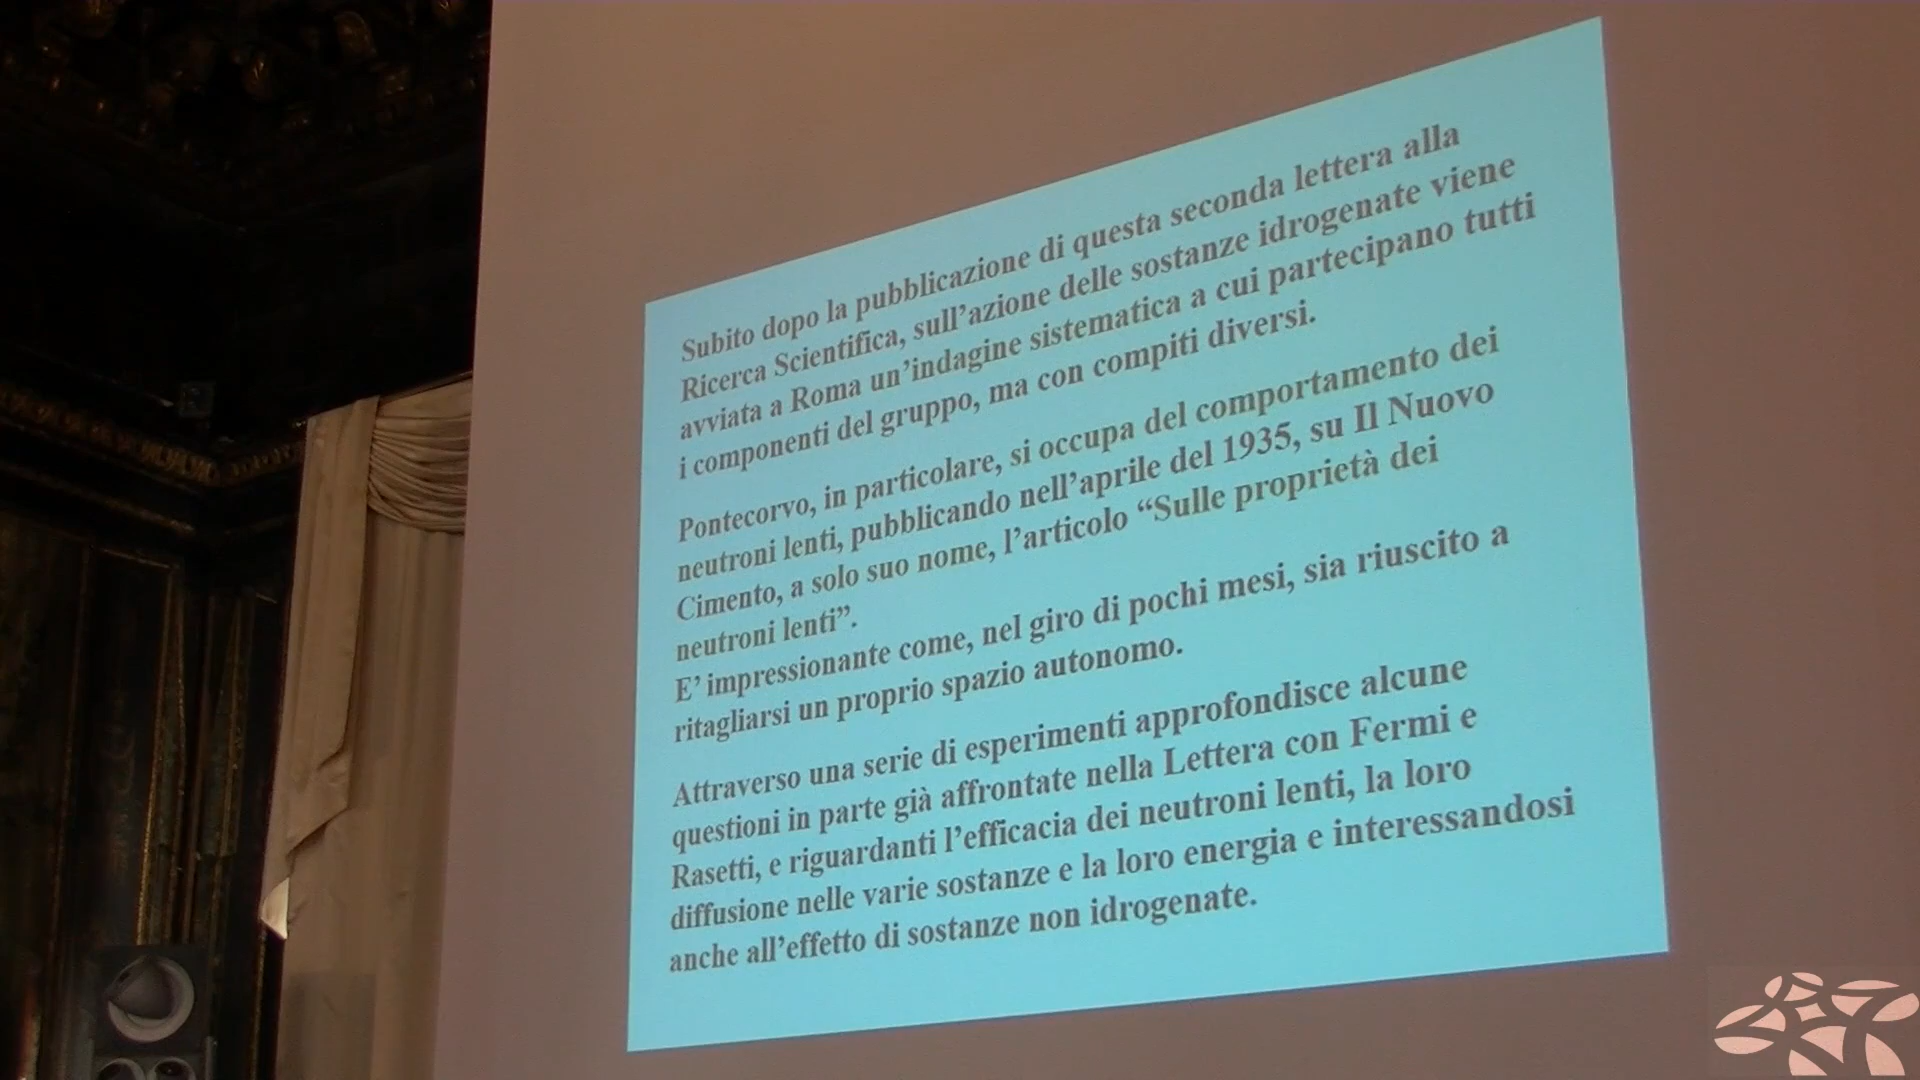 Subito dopo la pubblicazione di questa seconda lettera alla
Ricerca Scientifica, sull’azione delle sostanze idrogenate viene
avviata a Roma un’indagine sistematica a cui partecipano tutti
i componenti del gruppo, ma con compiti diversi.
Pontecorvo, in particolare, si occupa del comportamento dei
neutroni lenti, pubblicando nell’aprile del 1935, su Il Nuovo
Cimento, a solo suo nome, l’articolo “Sulle proprietà dei
neutroni lenti”.
E’ impressionante come, nel giro di pochi mesi, sia riuscito a
ritagliarsi un proprio spazio autonomo.
Attraverso una serie di esperimenti approfondisce alcune
questioni in parte già affrontate nella Lettera con Fermi e
Rasetti, e riguardanti l’efficacia dei neutroni lenti, la loro
diffusione nelle varie sostanze e la loro energia e interessandosi
anche all’effetto di sostanze non idrogenate.